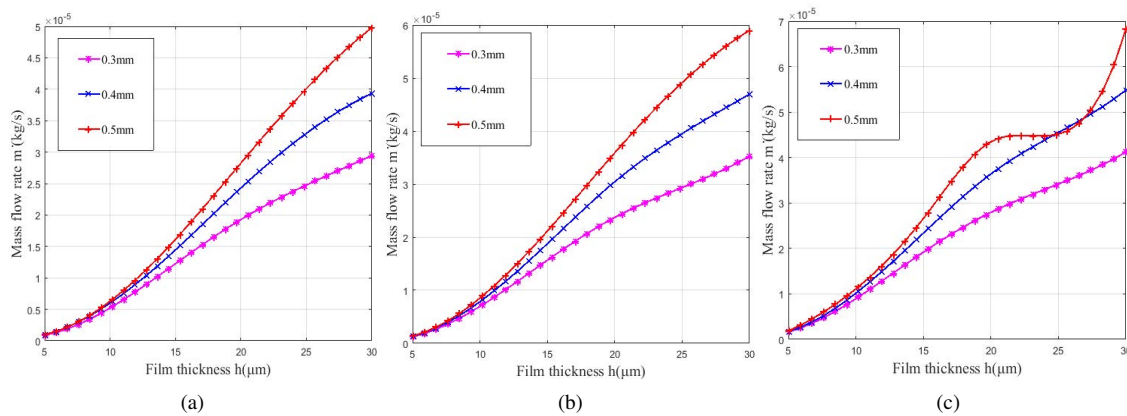 ×10⁻⁵
5
4.5
4
3.5
3
2.5
2
1.5
1
0.5
0
5
10
15
20
25
30
Mass flow rate ṁ (kg/s)
Film thickness h(μm)
0.3mm
0.4mm
0.5mm
(a)
×10⁻⁵
6
5
4
3
2
1
0
5
10
15
20
25
30
Mass flow rate ṁ (kg/s)
Film thickness h(μm)
0.3mm
0.4mm
0.5mm
(b)
×10⁻⁵
7
6
5
4
3
2
1
0
5
10
15
20
25
30
Mass flow rate ṁ (kg/s)
Film thickness h(μm)
0.3mm
0.4mm
0.5mm
(c)